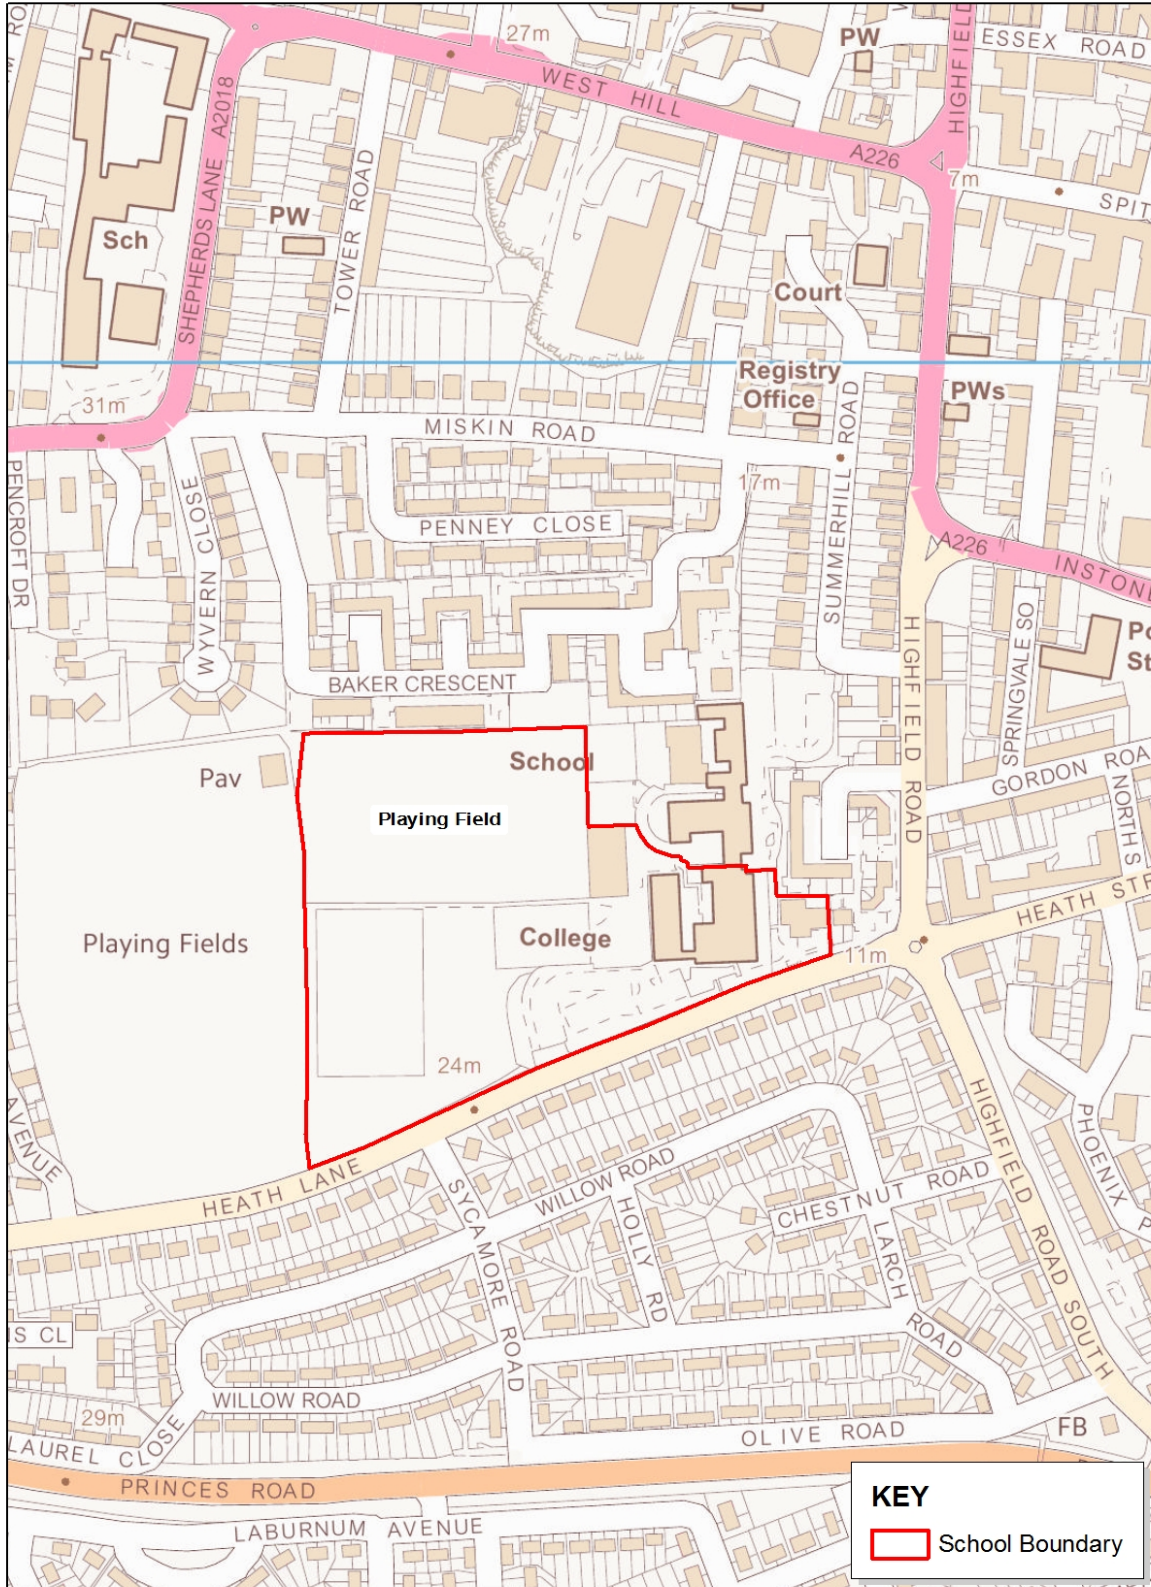 27m
PW
ESSEX ROAD
HIGHFIELD
WEST HILL
SHEPHERDS LANE A2018
A226
7m
SPIT
PW
Sch
TOWER ROAD
Court
Registry
Office
PWs
31m
MISKIN ROAD
17m
SUMMERHILL ROAD
PENCROFT DR
WYVERN CLOSE
PENNEY CLOSE
A226
INSTONE
HIGHFIELD ROAD
SPRINGVALE SO
Po
St
BAKER CRESCENT
School
Pav
Playing Field
GORDON ROA
NORTH S
HEATH STR
Playing Fields
College
11m
24m
AVENUE
HEATH LANE
SYCAMORE ROAD
WILLOW ROAD
HOLLY RD
CHESTNUT ROAD
LARCH ROAD
HIGHFIELD ROAD SOUTH
PHOENIX P
IS CL
WILLOW ROAD
29m
LAUREL CLOSE
OLIVE ROAD
FB
PRINCES ROAD
LABURNUM AVENUE
KEY
School Boundary